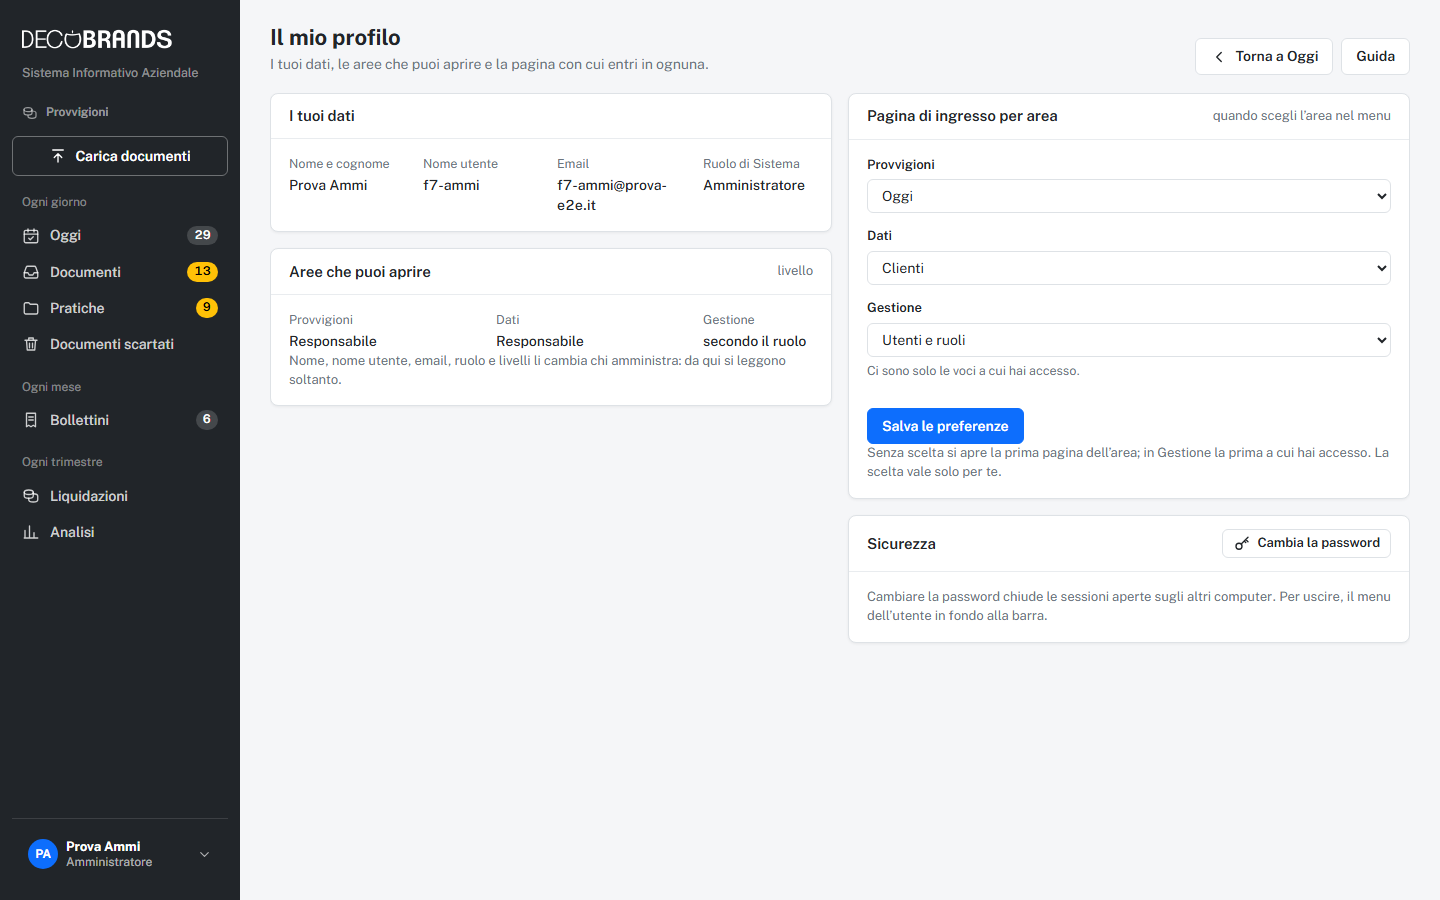 DECOBRANDS
Sistema Informativo Aziendale
Provvigioni
Carica documenti
Ogni giorno
Oggi 29
Documenti 13
Pratiche 9
Documenti scartati
Ogni mese
Bollettini 6
Ogni trimestre
Liquidazioni
Analisi
PA
Prova Ammi
Amministratore
Il mio profilo
I tuoi dati, le aree che puoi aprire e la pagina con cui entri in ognuna.
Torna a Oggi
Guida
I tuoi dati
Nome e cognome
Prova Ammi
Nome utente
f7-ammi
Email
f7-ammi@prova-
e2e.it
Ruolo di Sistema
Amministratore
Aree che puoi aprire livello
Provvigioni
Responsabile
Dati
Responsabile
Gestione
secondo il ruolo
Nome, nome utente, email, ruolo e livelli li cambia chi amministra: da qui si leggono
soltanto.
Pagina di ingresso per area quando scegli l'area nel menu
Provvigioni
Oggi
Dati
Clienti
Gestione
Utenti e ruoli
Ci sono solo le voci a cui hai accesso.
Salva le preferenze
Senza scelta si apre la prima pagina dell'area; in Gestione la prima a cui hai accesso. La
scelta vale solo per te.
Sicurezza
Cambia la password
Cambiare la password chiude le sessioni aperte sugli altri computer. Per uscire, il menu
dell'utente in fondo alla barra.